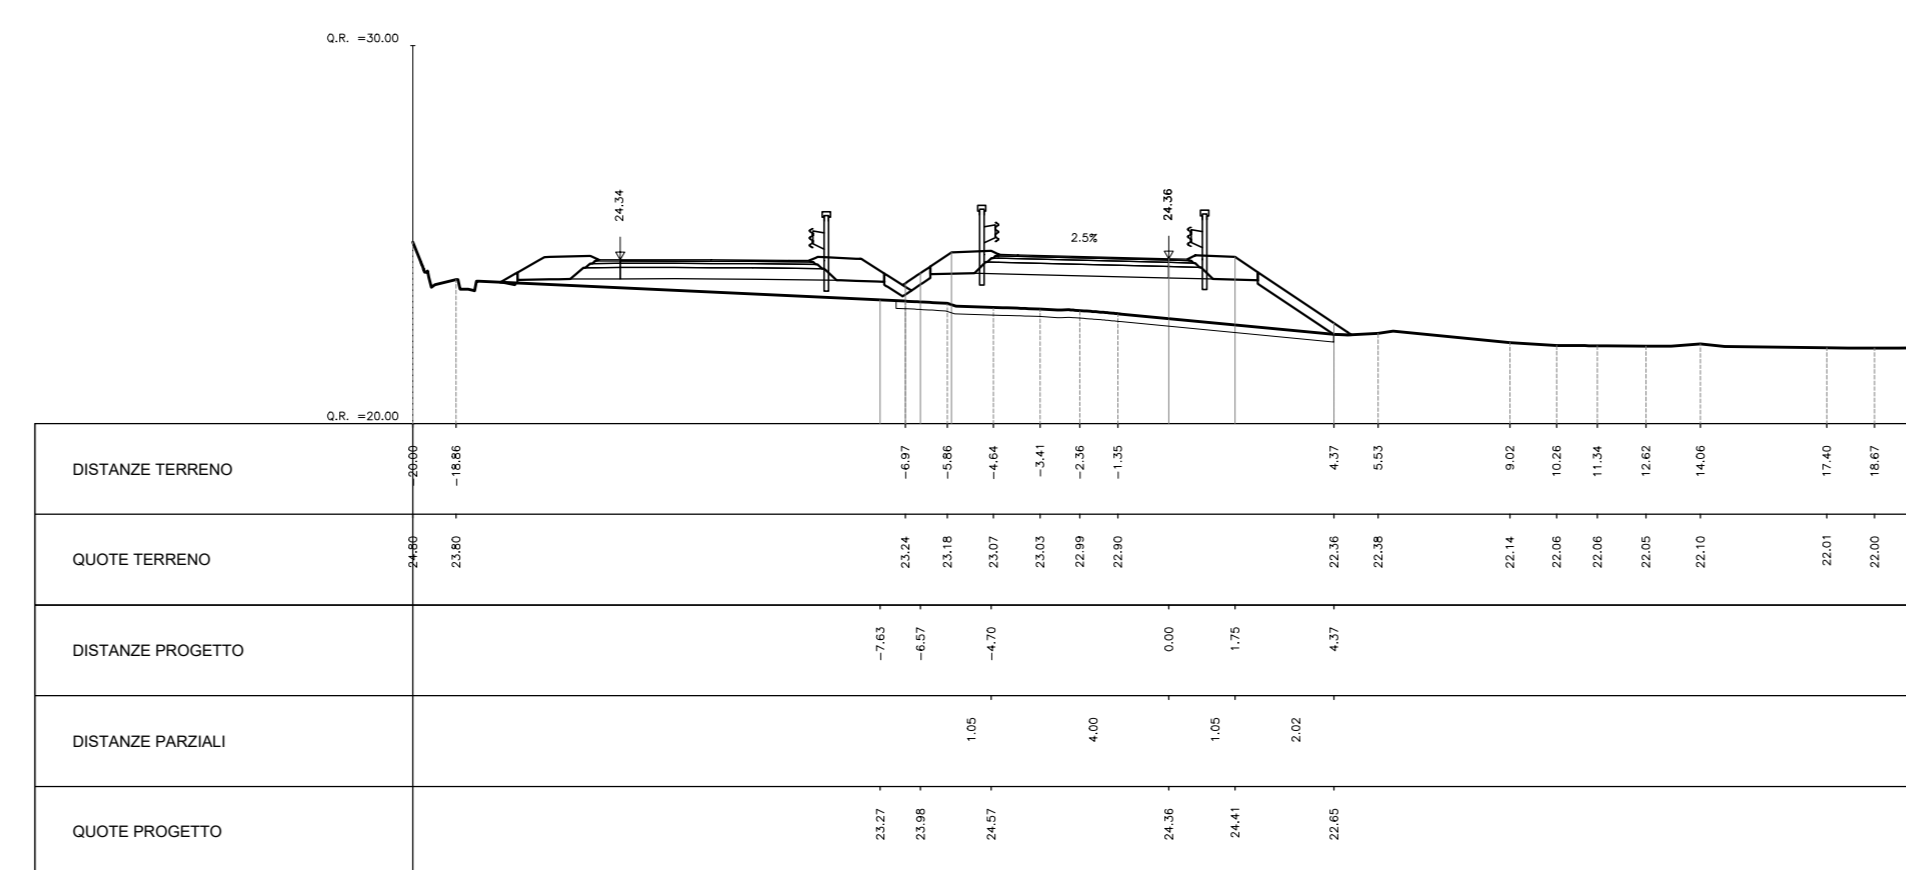 Q.R. =30.00
24.34
24.36
2.5%
Q.R. =20.00
DISTANZE TERRENO
-20.00 -18.86 -6.97 -5.86 -4.64 -3.41 -2.36 -1.35 4.37 5.53 9.02 10.26 11.34 12.62 14.06 17.40 18.67
QUOTE TERRENO
24.80 23.80 23.24 23.18 23.07 23.03 22.99 22.90 22.36 22.38 22.14 22.06 22.06 22.05 22.10 22.01 22.00
DISTANZE PROGETTO
-7.63 -6.57 -4.70 0.00 1.75 4.37
DISTANZE PARZIALI
1.05 4.00 1.05 2.02
QUOTE PROGETTO
23.27 23.98 24.57 24.36 24.41 22.65